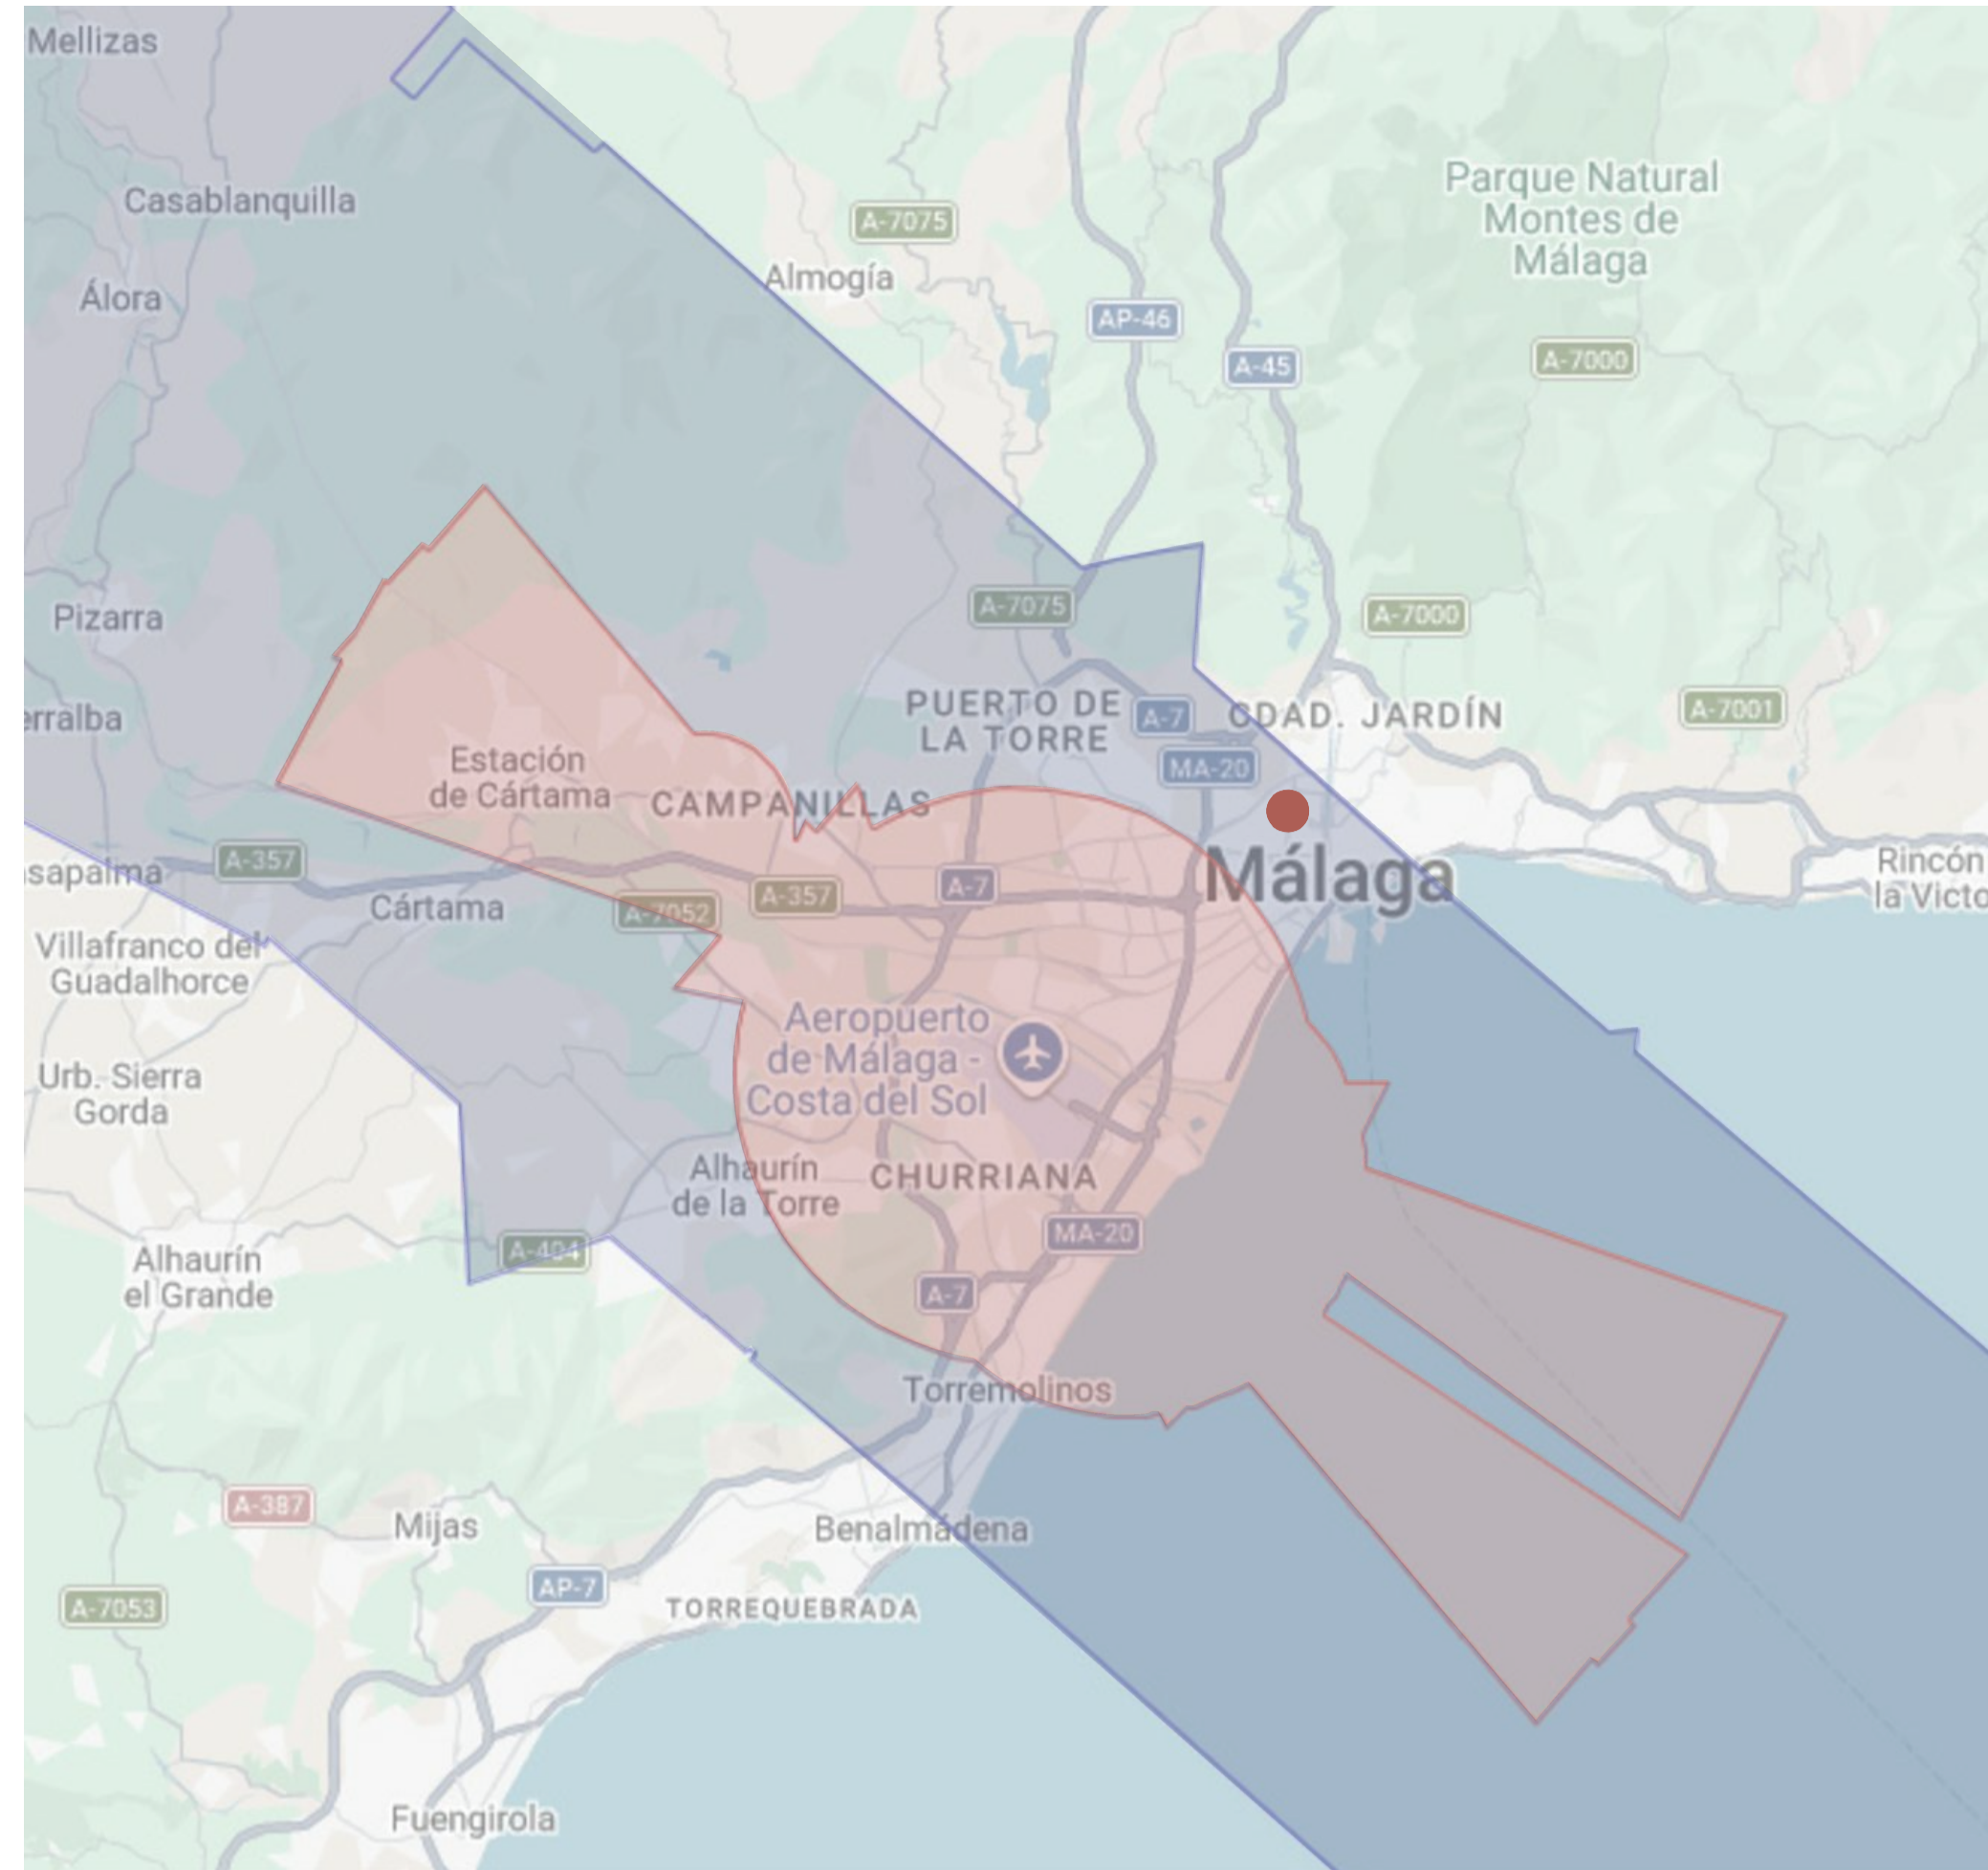 Mellizas
Casablanquilla
Parque Natural
Montes de
Málaga
A-7075
Almogía
Álora
AP-46
A-45
A-7000
Pizarra
A-7075
A-7000
erralba
PUERTO DE
LA TORRE
A-7
CDAD. JARDÍN
A-7001
Estación
de Cártama
CAMPANILLAS
MA-20
sapalma
A-357
Cártama
A-7052
A-357
A-7
Málaga
Rincón
la Victo
Villafranco del
Guadalhorce
Aeropuerto
de Málaga -
Costa del Sol
Urb. Sierra
Gorda
Alhaurín
de la Torre
CHURRIANA
Alhaurín
el Grande
A-404
MA-20
A-7
Torremolinos
A-387
Mijas
Benalmádena
AP-7
A-7053
TORREQUEBRADA
Fuengirola